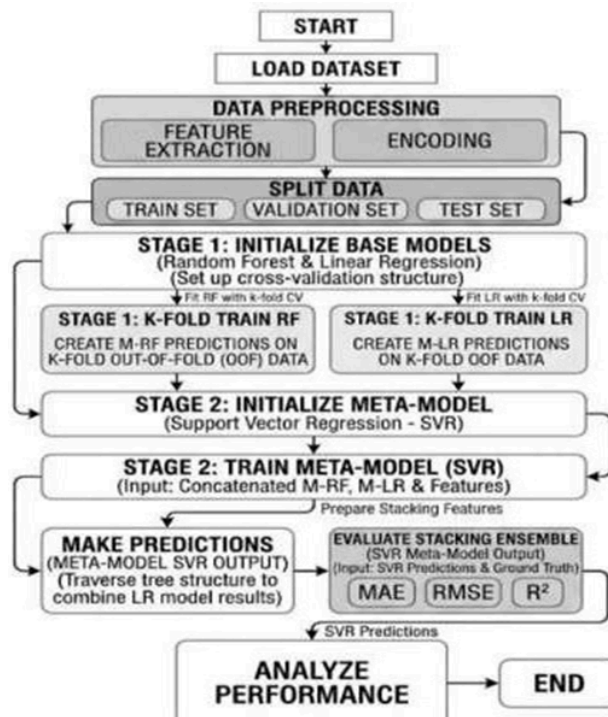 START
LOAD DATASET
DATA PREPROCESSING
FEATURE
EXTRACTION
ENCODING
SPLIT DATA
TRAIN SET
VALIDATION SET
TEST SET
STAGE 1: INITIALIZE BASE MODELS
(Random Forest & Linear Regression)
(Set up cross-validation structure)
Fit RF with k-fold CV
Fit LR with k-fold CV
STAGE 1: K-FOLD TRAIN RF
CREATE M-RF PREDICTIONS ON
K-FOLD OUT-OF-FOLD (OOF) DATA
STAGE 1: K-FOLD TRAIN LR
CREATE M-LR PREDICTIONS
ON K-FOLD OOF DATA
STAGE 2: INITIALIZE META-MODEL
(Support Vector Regression - SVR)
STAGE 2: TRAIN META-MODEL (SVR)
(Input: Concatenated M-RF, M-LR & Features)
Prepare Stacking Features
MAKE PREDICTIONS
(META-MODEL SVR OUTPUT)
(Traverse tree structure to
combine LR model results)
EVALUATE STACKING ENSEMBLE
(SVR Meta-Model Output)
(Input: SVR Predictions & Ground Truth)
MAE
RMSE
R²
SVR Predictions
ANALYZE
PERFORMANCE
END